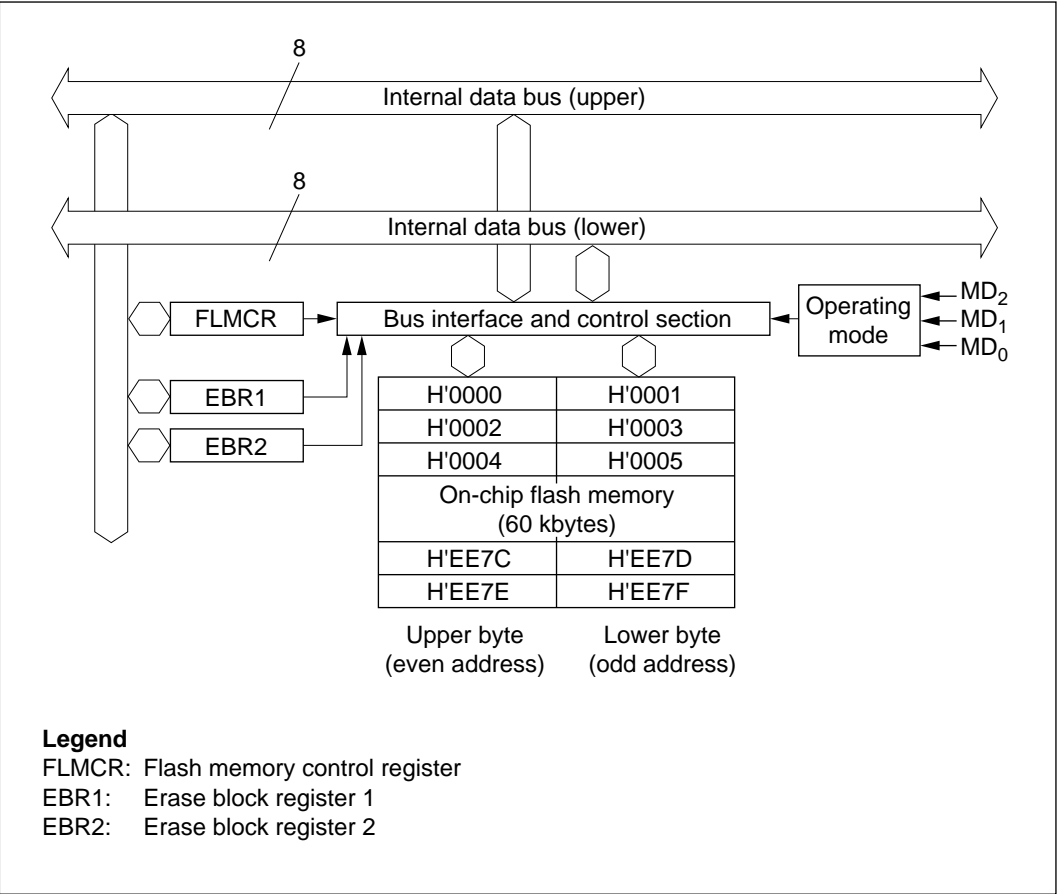 8
Internal data bus (upper)
8
Internal data bus (lower)
FLMCR
Bus interface and control section
Operating
mode
MD2
MD1
MD0
EBR1
EBR2
H'0000 H'0001
H'0002 H'0003
H'0004 H'0005
On-chip flash memory
(60 kbytes)
H'EE7C H'EE7D
H'EE7E H'EE7F
Upper byte Lower byte
(even address) (odd address)
Legend
FLMCR: Flash memory control register
EBR1: Erase block register 1
EBR2: Erase block register 2